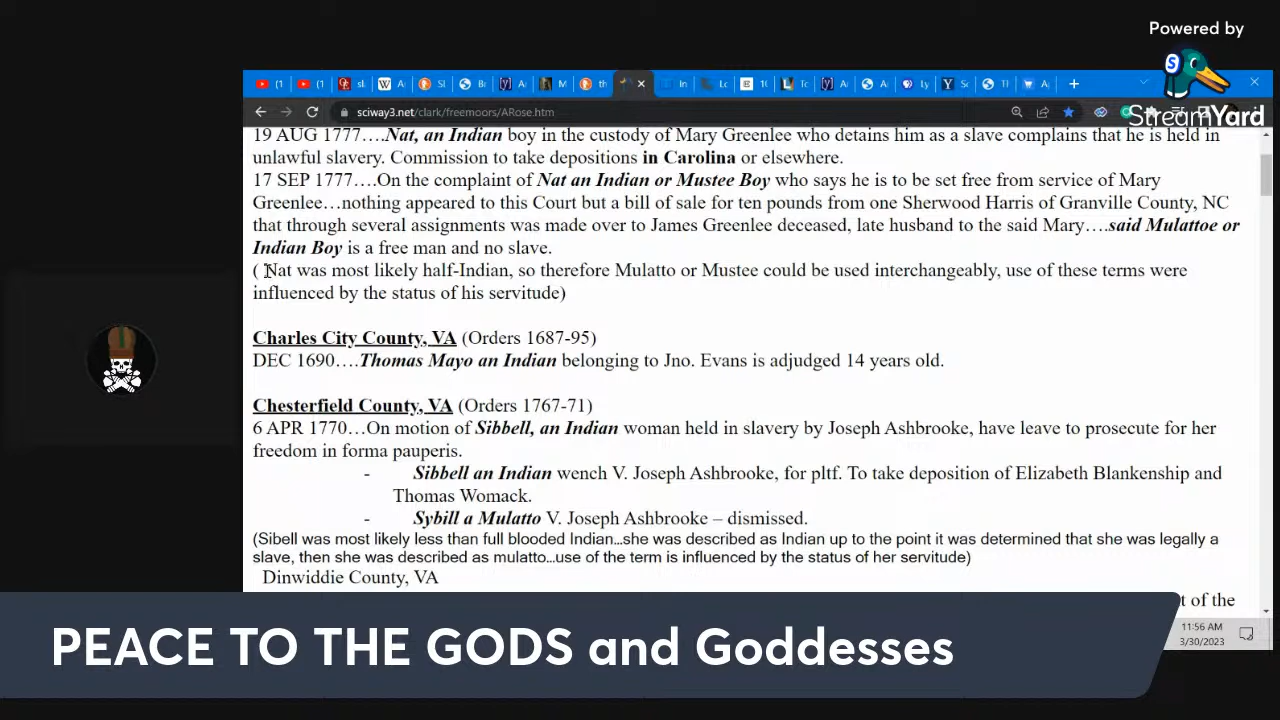 Powered by
S
StreamYard
sciway3.net/clark/freemoors/ARose.htm
19 AUG 1777….Nat, an Indian boy in the custody of Mary Greenlee who detains him as a slave complains that he is held in
unlawful slavery. Commission to take depositions in Carolina or elsewhere.
17 SEP 1777….On the complaint of Nat an Indian or Mustee Boy who says he is to be set free from service of Mary
Greenlee…nothing appeared to this Court but a bill of sale for ten pounds from one Sherwood Harris of Granville County, NC
that through several assignments was made over to James Greenlee deceased, late husband to the said Mary….said Mulattoe or
Indian Boy is a free man and no slave.
( Nat was most likely half-Indian, so therefore Mulatto or Mustee could be used interchangeably, use of these terms were
influenced by the status of his servitude)
Charles City County, VA (Orders 1687-95)
DEC 1690….Thomas Mayo an Indian belonging to Jno. Evans is adjudged 14 years old.
Chesterfield County, VA (Orders 1767-71)
6 APR 1770…On motion of Sibbell, an Indian woman held in slavery by Joseph Ashbrooke, have leave to prosecute for her
freedom in forma pauperis.
- Sibbell an Indian wench V. Joseph Ashbrooke, for pltf. To take deposition of Elizabeth Blankenship and
Thomas Womack.
- Sybill a Mulatto V. Joseph Ashbrooke – dismissed.
(Sibell was most likely less than full blooded Indian…she was described as Indian up to the point it was determined that she was legally a
slave, then she was described as mulatto…use of the term is influenced by the status of her servitude)
Dinwiddie County, VA
t of the
11:56 AM
3/30/2023
PEACE TO THE GODS and Goddesses